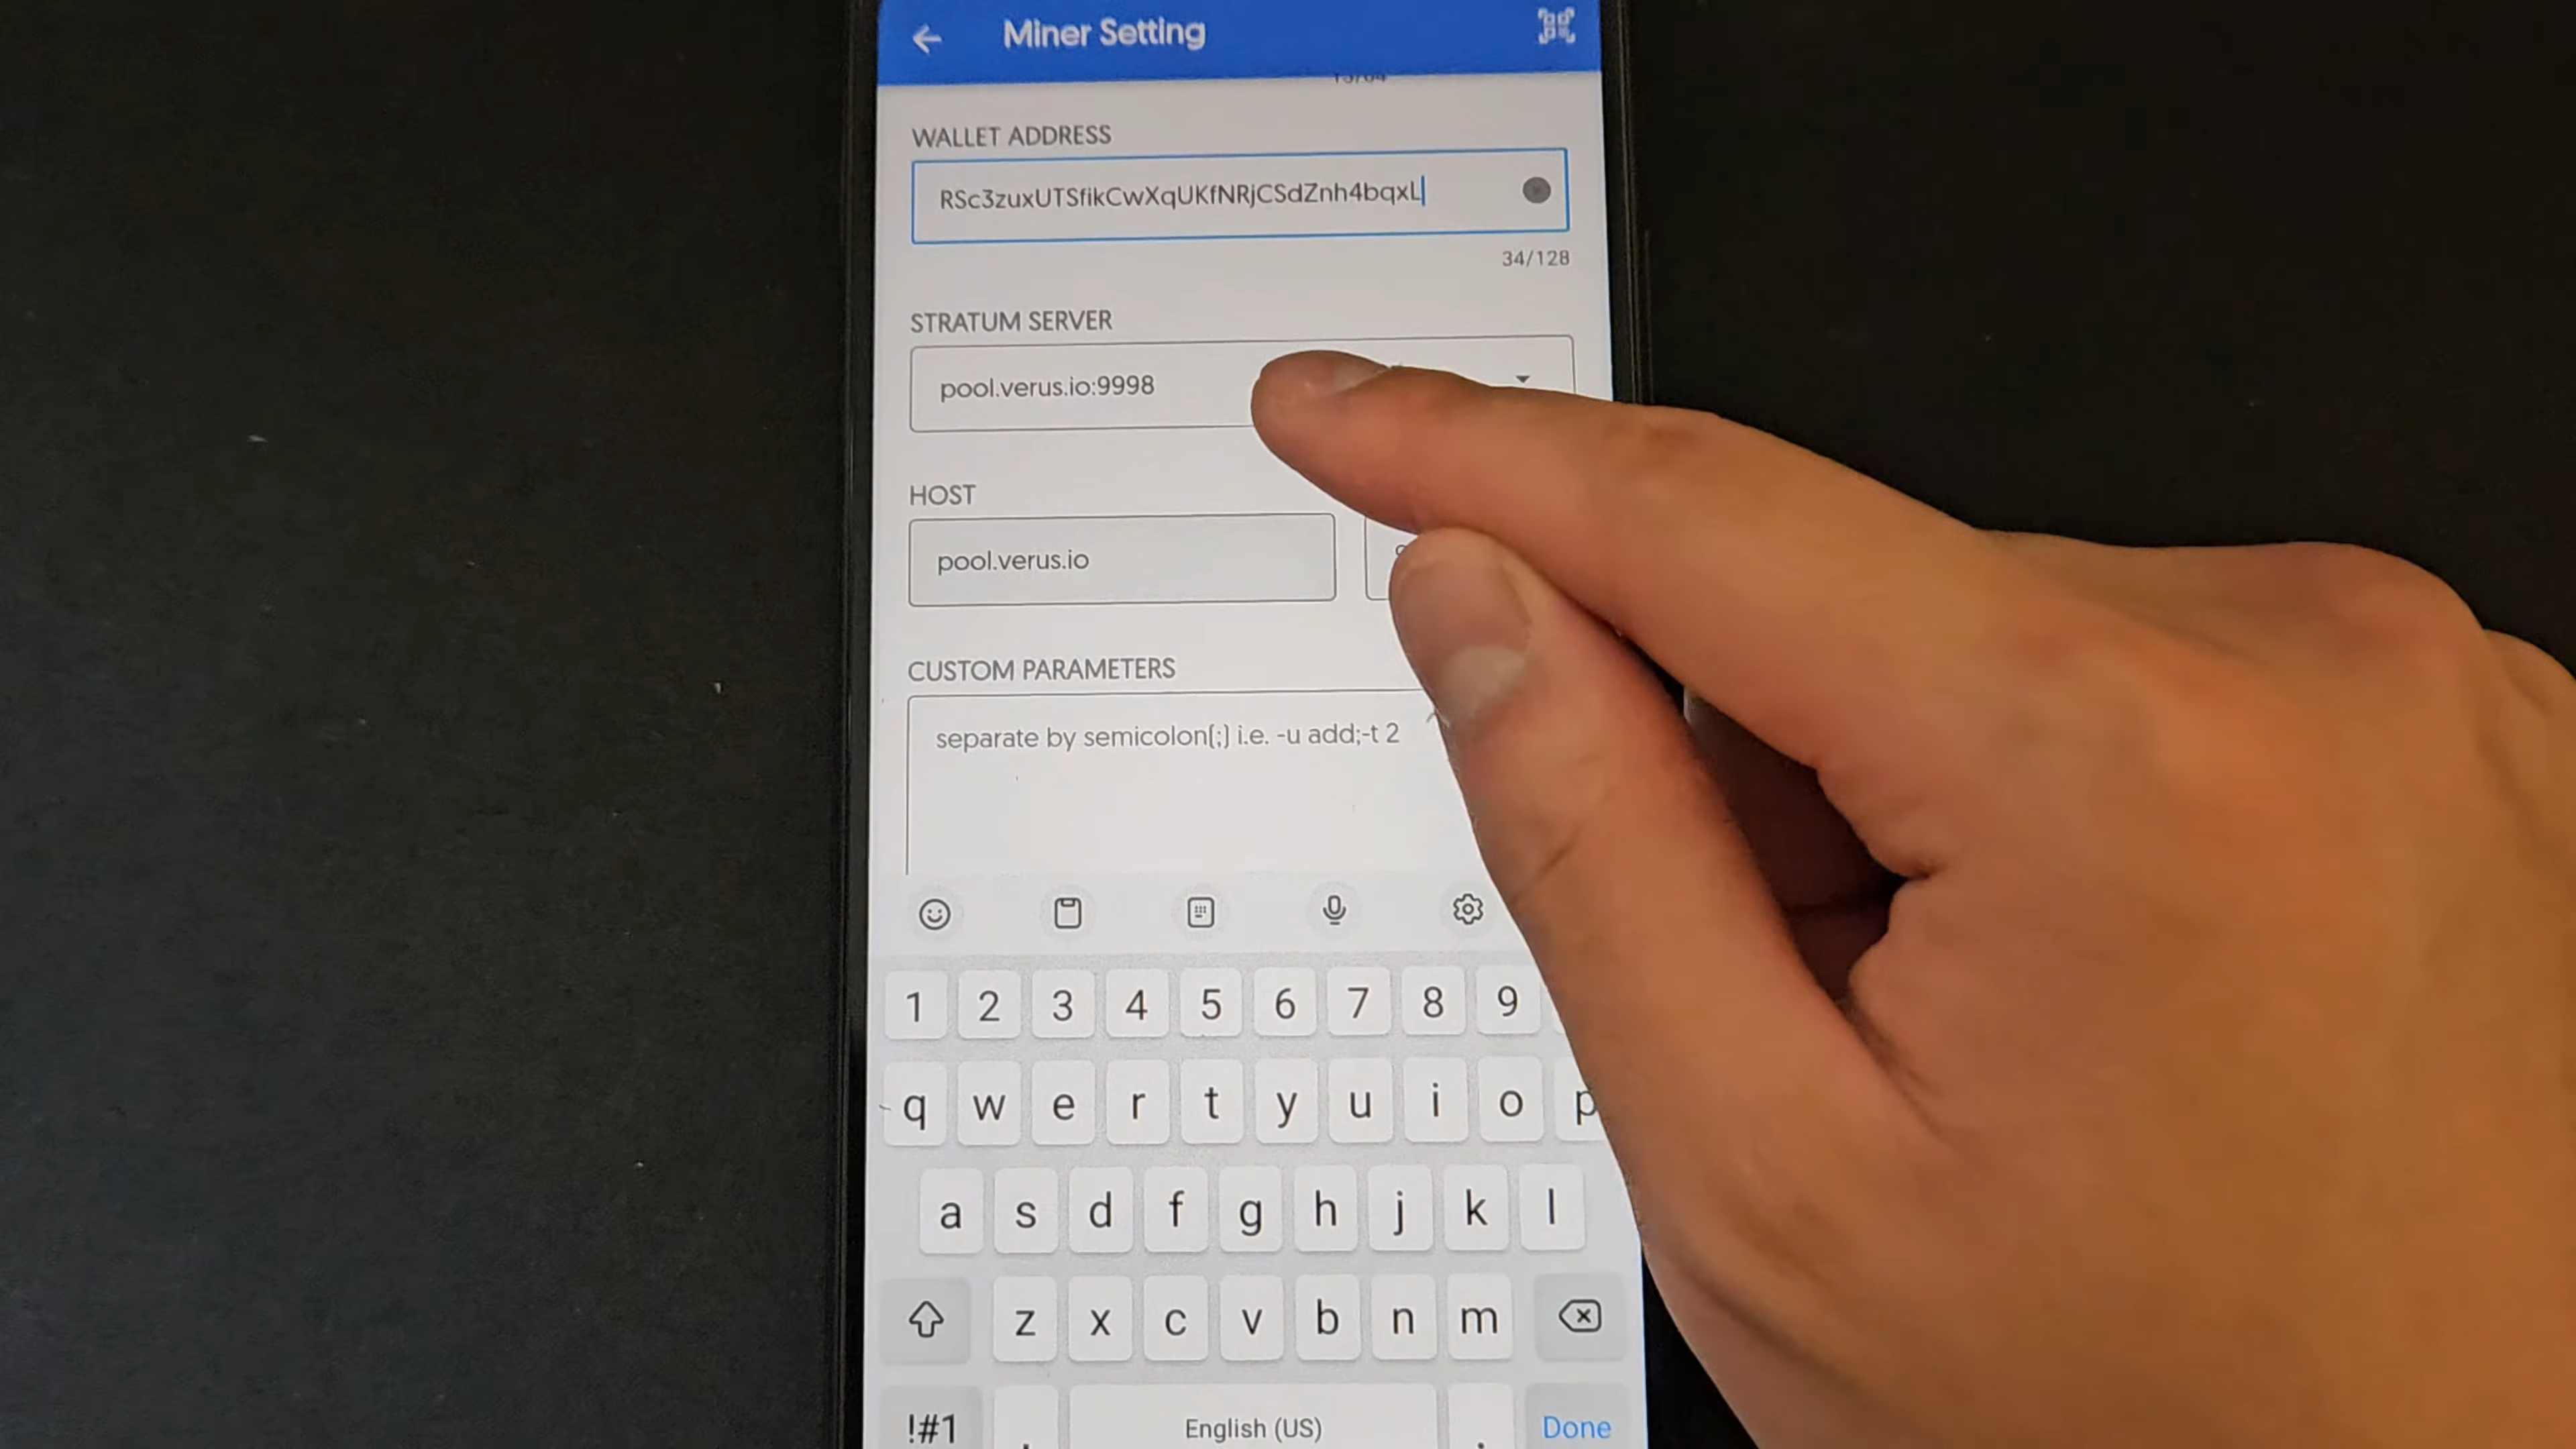 Miner Setting
WALLET ADDRESS
RSc3zuxUTSfikCwXqUKfNRjCSdZnh4bqxL
34/128
STRATUM SERVER
pool.verus.io:9998
HOST
pool.verus.io
CUSTOM PARAMETERS
separate by semicolon(;) i.e. -u add;-t 2
1 2 3 4 5 6 7 8 9
q w e r t y u i o p
a s d f g h j k l
z x c v b n m
!#1 , English (US) . Done